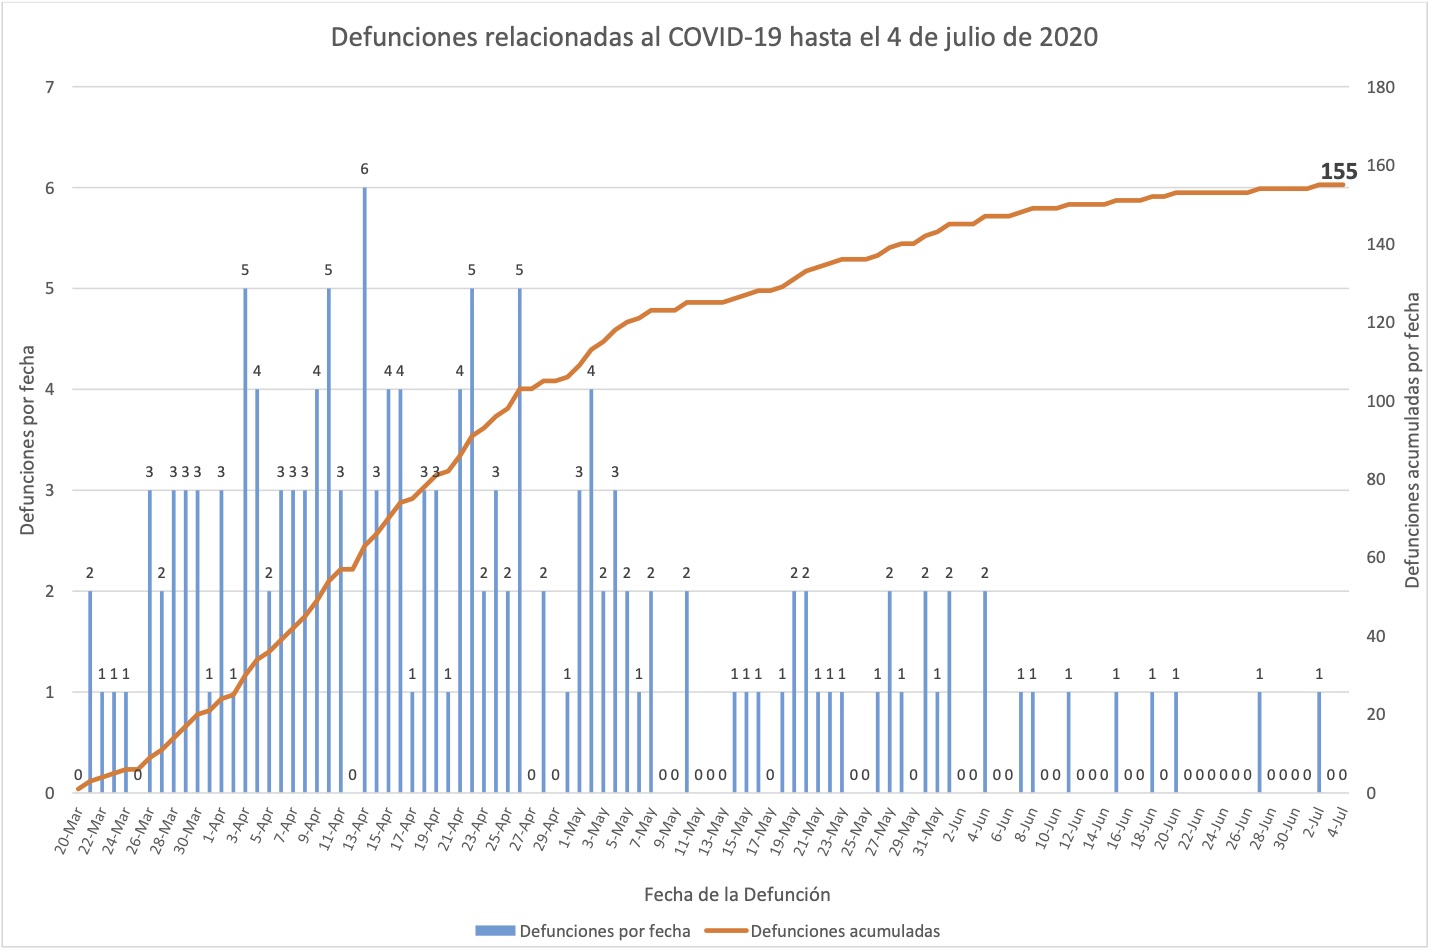 Defunciones relacionadas al COVID-19 hasta el 4 de julio de 2020
7 180
160
155
6
6
140
5 5 5 5
5
120
4 4 4 4 4 4
4
100
3 3 3 3 3 3 3 3 3 3 3 3 3 3 3
80
3
60
2 2 2 2 2 2 2 2 2 2 2 2 2 2 2 2
2
40
1 1 1 1 1 1 1 1 1 1 1 1 1 1 1 1 1 1 1 1 1 1 1 1 1 1 1
20
1
0 0 0 0 0 0 0 0 0 0 0 0 0 0 0 0 0 0 0 0 0 0 0 0 0 0 0 0 0 0 0 0 0 0 0 0 0 0
0 0
Defunciones por fecha
Defunciones acumuladas por fecha
20-Mar 22-Mar 24-Mar 26-Mar 28-Mar 30-Mar 1-Apr 3-Apr 5-Apr 7-Apr 9-Apr 11-Apr 13-Apr 15-Apr 17-Apr 19-Apr 21-Apr 23-Apr 25-Apr 27-Apr 29-Apr 1-May 3-May 5-May 7-May 9-May 11-May 13-May 15-May 17-May 19-May 21-May 23-May 25-May 27-May 29-May 31-May 2-Jun 4-Jun 6-Jun 8-Jun 10-Jun 12-Jun 14-Jun 16-Jun 18-Jun 20-Jun 22-Jun 24-Jun 26-Jun 28-Jun 30-Jun 2-Jul 4-Jul
Fecha de la Defunción
Defunciones por fecha Defunciones acumuladas